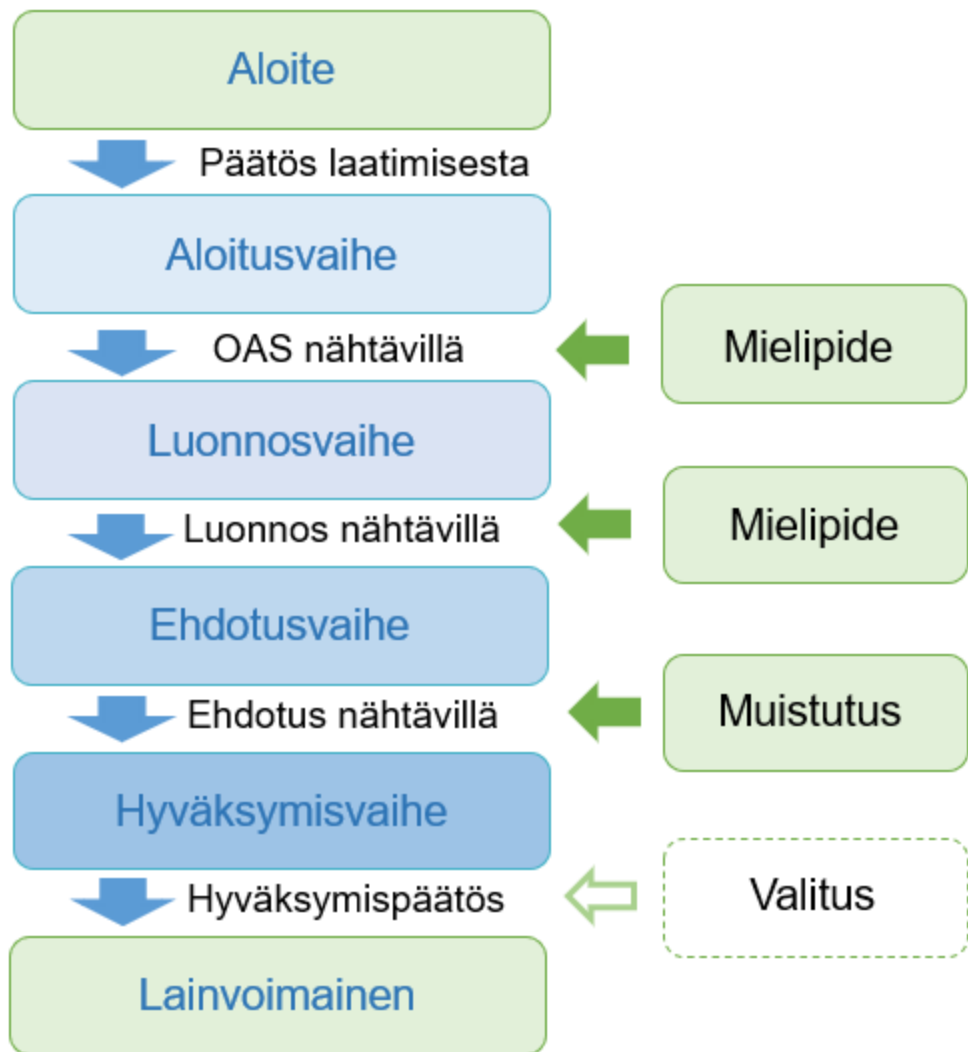 Aloite
Päätös laatimisesta
Aloitusvaihe
OAS nähtävillä
Mielipide
Luonnosvaihe
Luonnos nähtävillä
Mielipide
Ehdotusvaihe
Ehdotus nähtävillä
Muistutus
Hyväksymisvaihe
Hyväksymispäätös
Valitus
Lainvoimainen